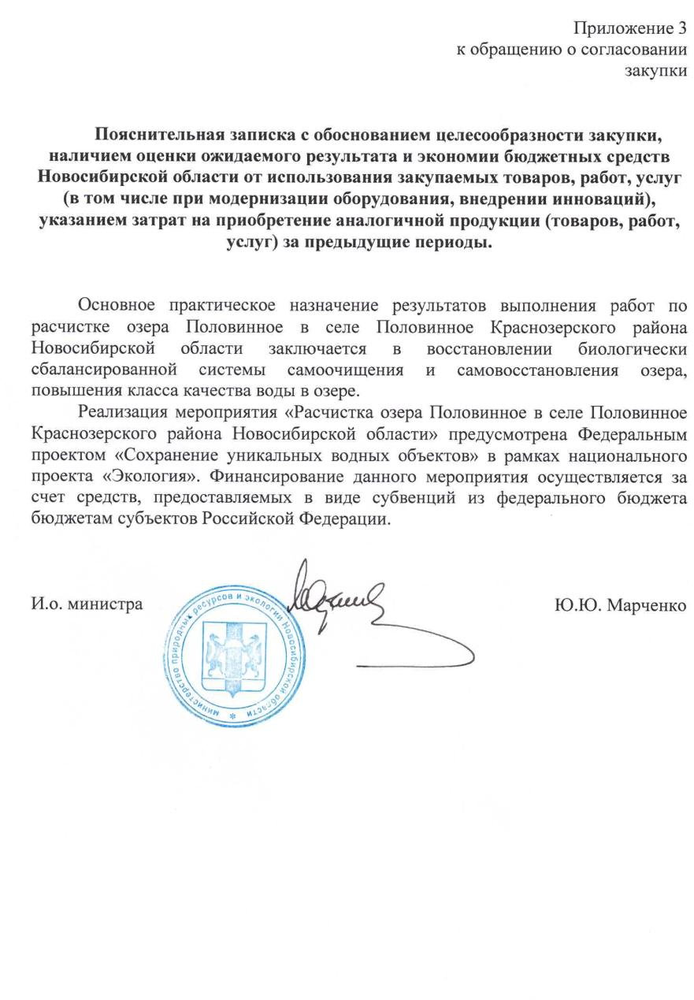 Приложение 3
к обращению о согласовании
закупки
Пояснительная записка с обоснованием целесообразности закупки,
наличием оценки ожидаемого результата и экономии бюджетных средств
Новосибирской области от использования закупаемых товаров, работ, услуг
(в том числе при модернизации оборудования, внедрении инноваций),
указанием затрат на приобретение аналогичной продукции (товаров, работ,
услуг) за предыдущие периоды.
Основное практическое назначение результатов выполнения работ по
расчистке озера Половинное в селе Половинное Краснозерского района
Новосибирской области заключается в восстановлении биологически
сбалансированной системы самоочищения и самовосстановления озера,
повышения класса качества воды в озере.
Реализация мероприятия «Расчистка озера Половинное в селе Половинное
Краснозерского района Новосибирской области» предусмотрена Федеральным
проектом «Сохранение уникальных водных объектов» в рамках национального
проекта «Экология». Финансирование данного мероприятия осуществляется за
счет средств, предоставляемых в виде субвенций из федерального бюджета
бюджетам субъектов Российской Федерации.
И.о. министра
Ю.Ю. Марченко
министерство природных ресурсов и экологии Новосибирской области *